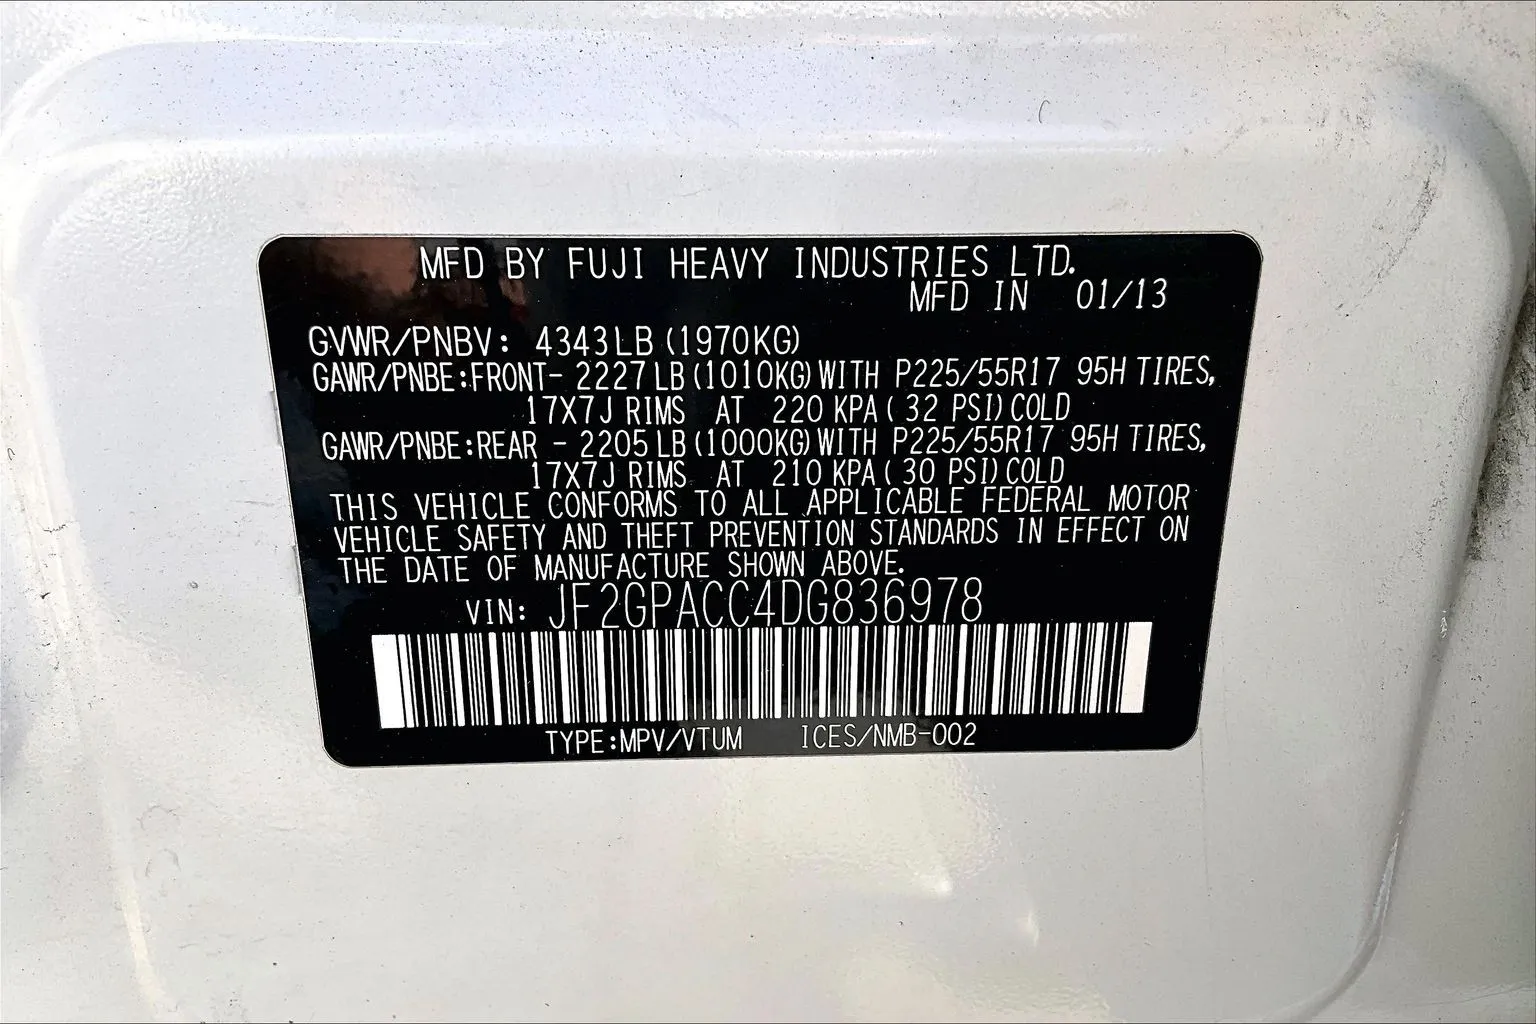 MFD BY FUJI HEAVY INDUSTRIES LTD.
MFD IN 01/13
GVWR/PNBV: 4343LB (1970KG)
GAWR/PNBE:FRONT- 2227LB (1010KG) WITH P225/55R17 95H TIRES,
17X7J RIMS AT 220 KPA ( 32 PSI) COLD
GAWR/PNBE:REAR - 2205LB (1000KG) WITH P225/55R17 95H TIRES,
17X7J RIMS AT 210 KPA ( 30 PSI) COLD
THIS VEHICLE CONFORMS TO ALL APPLICABLE FEDERAL MOTOR
VEHICLE SAFETY AND THEFT PREVENTION STANDARDS IN EFFECT ON
THE DATE OF MANUFACTURE SHOWN ABOVE.
VIN: JF2GPACC4DG836978
TYPE:MPV/VTUM ICES/NMB-002